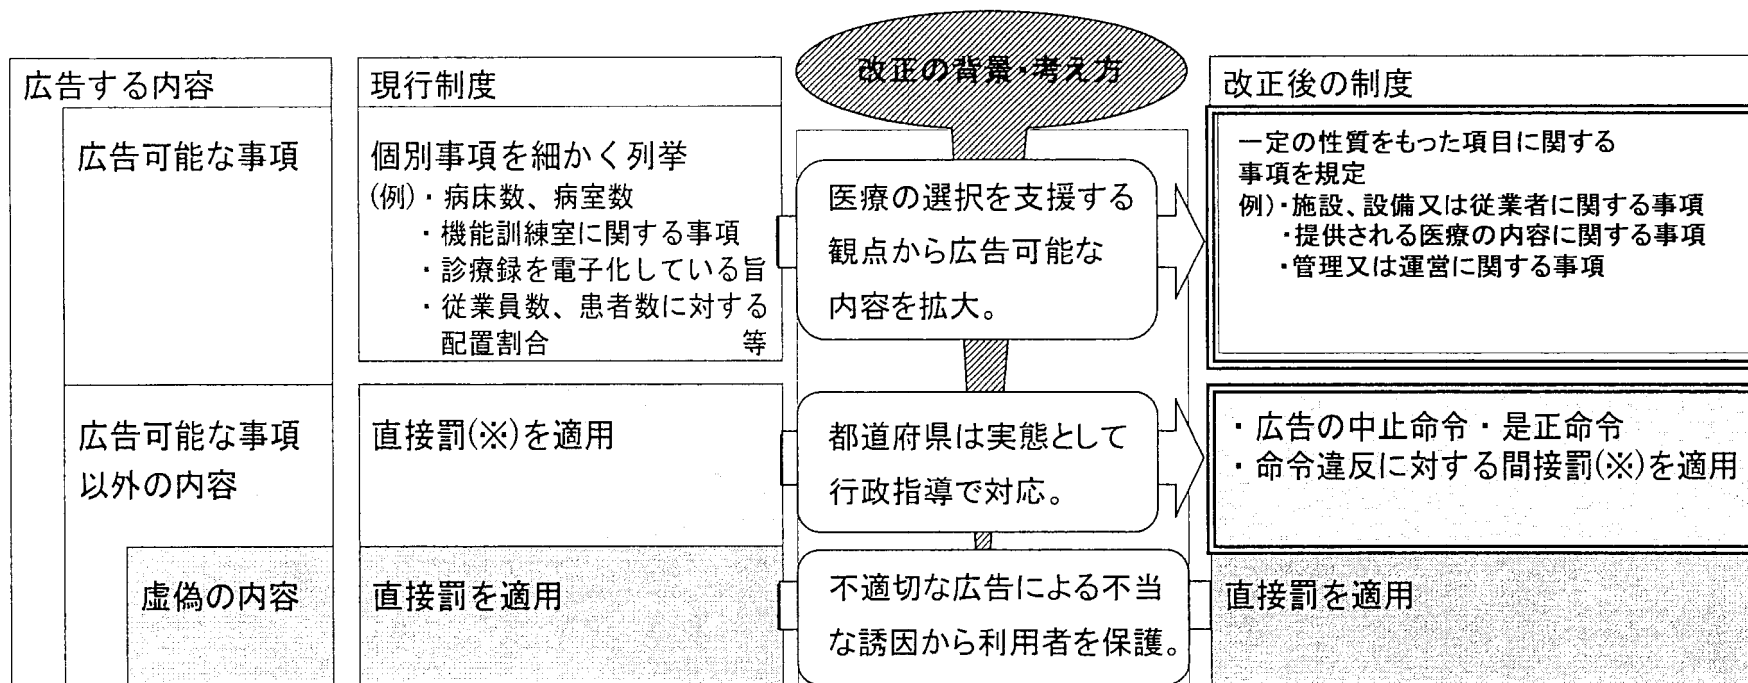 広告する内容
現行制度
改正の背景・考え方
改正後の制度
広告可能な事項
個別事項を細かく列挙
(例)・病床数、病室数
・機能訓練室に関する事項
・診療録を電子化している旨
・従業員数、患者数に対する
配置割合 等
医療の選択を支援する
観点から広告可能な
内容を拡大。
一定の性質をもった項目に関する
事項を規定
例)・施設、設備又は従業者に関する事項
・提供される医療の内容に関する事項
・管理又は運営に関する事項
広告可能な事項
以外の内容
直接罰(※)を適用
都道府県は実態として
行政指導で対応。
・広告の中止命令・是正命令
・命令違反に対する間接罰(※)を適用
虚偽の内容
直接罰を適用
不適切な広告による不当
な誘因から利用者を保護。
直接罰を適用